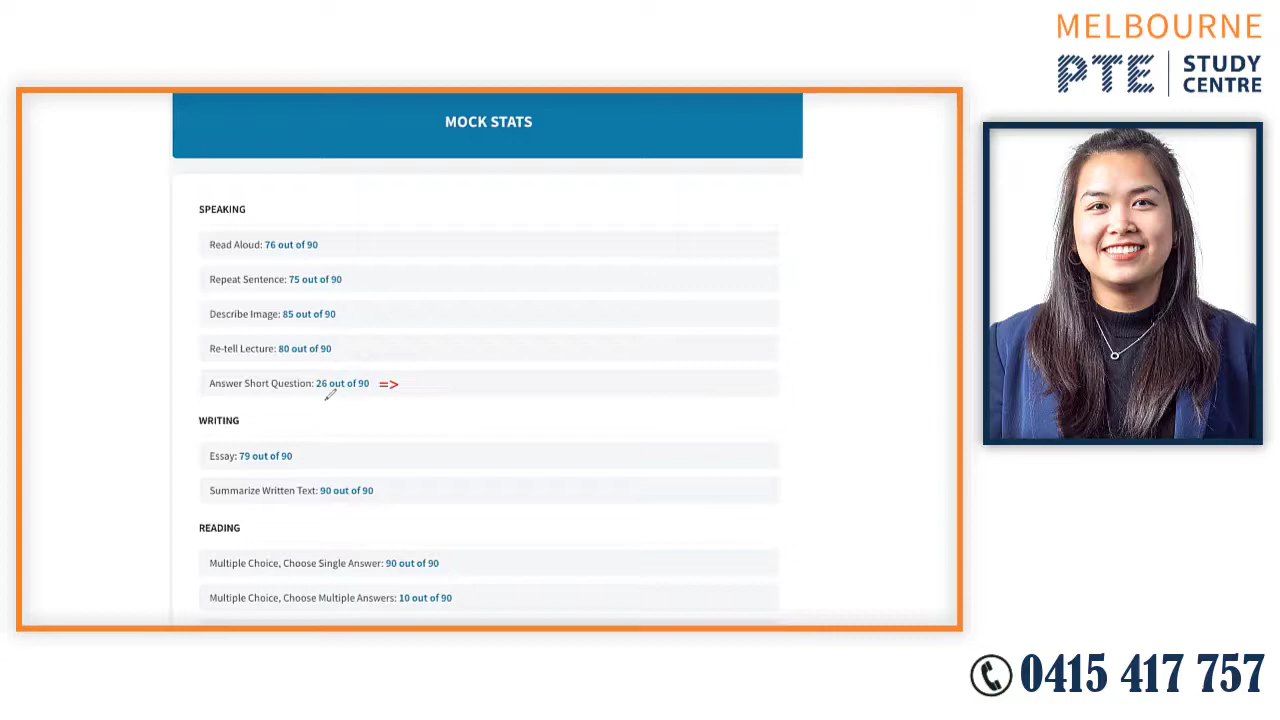 MELBOURNE
PTE STUDY CENTRE
MOCK STATS
SPEAKING
Read Aloud: 76 out of 90
Repeat Sentence: 75 out of 90
Describe Image: 85 out of 90
Re-tell Lecture: 80 out of 90
Answer Short Question: 26 out of 90 =>
WRITING
Essay: 79 out of 90
Summarize Written Text: 90 out of 90
READING
Multiple Choice, Choose Single Answer: 90 out of 90
Multiple Choice, Choose Multiple Answers: 10 out of 90
0415 417 757